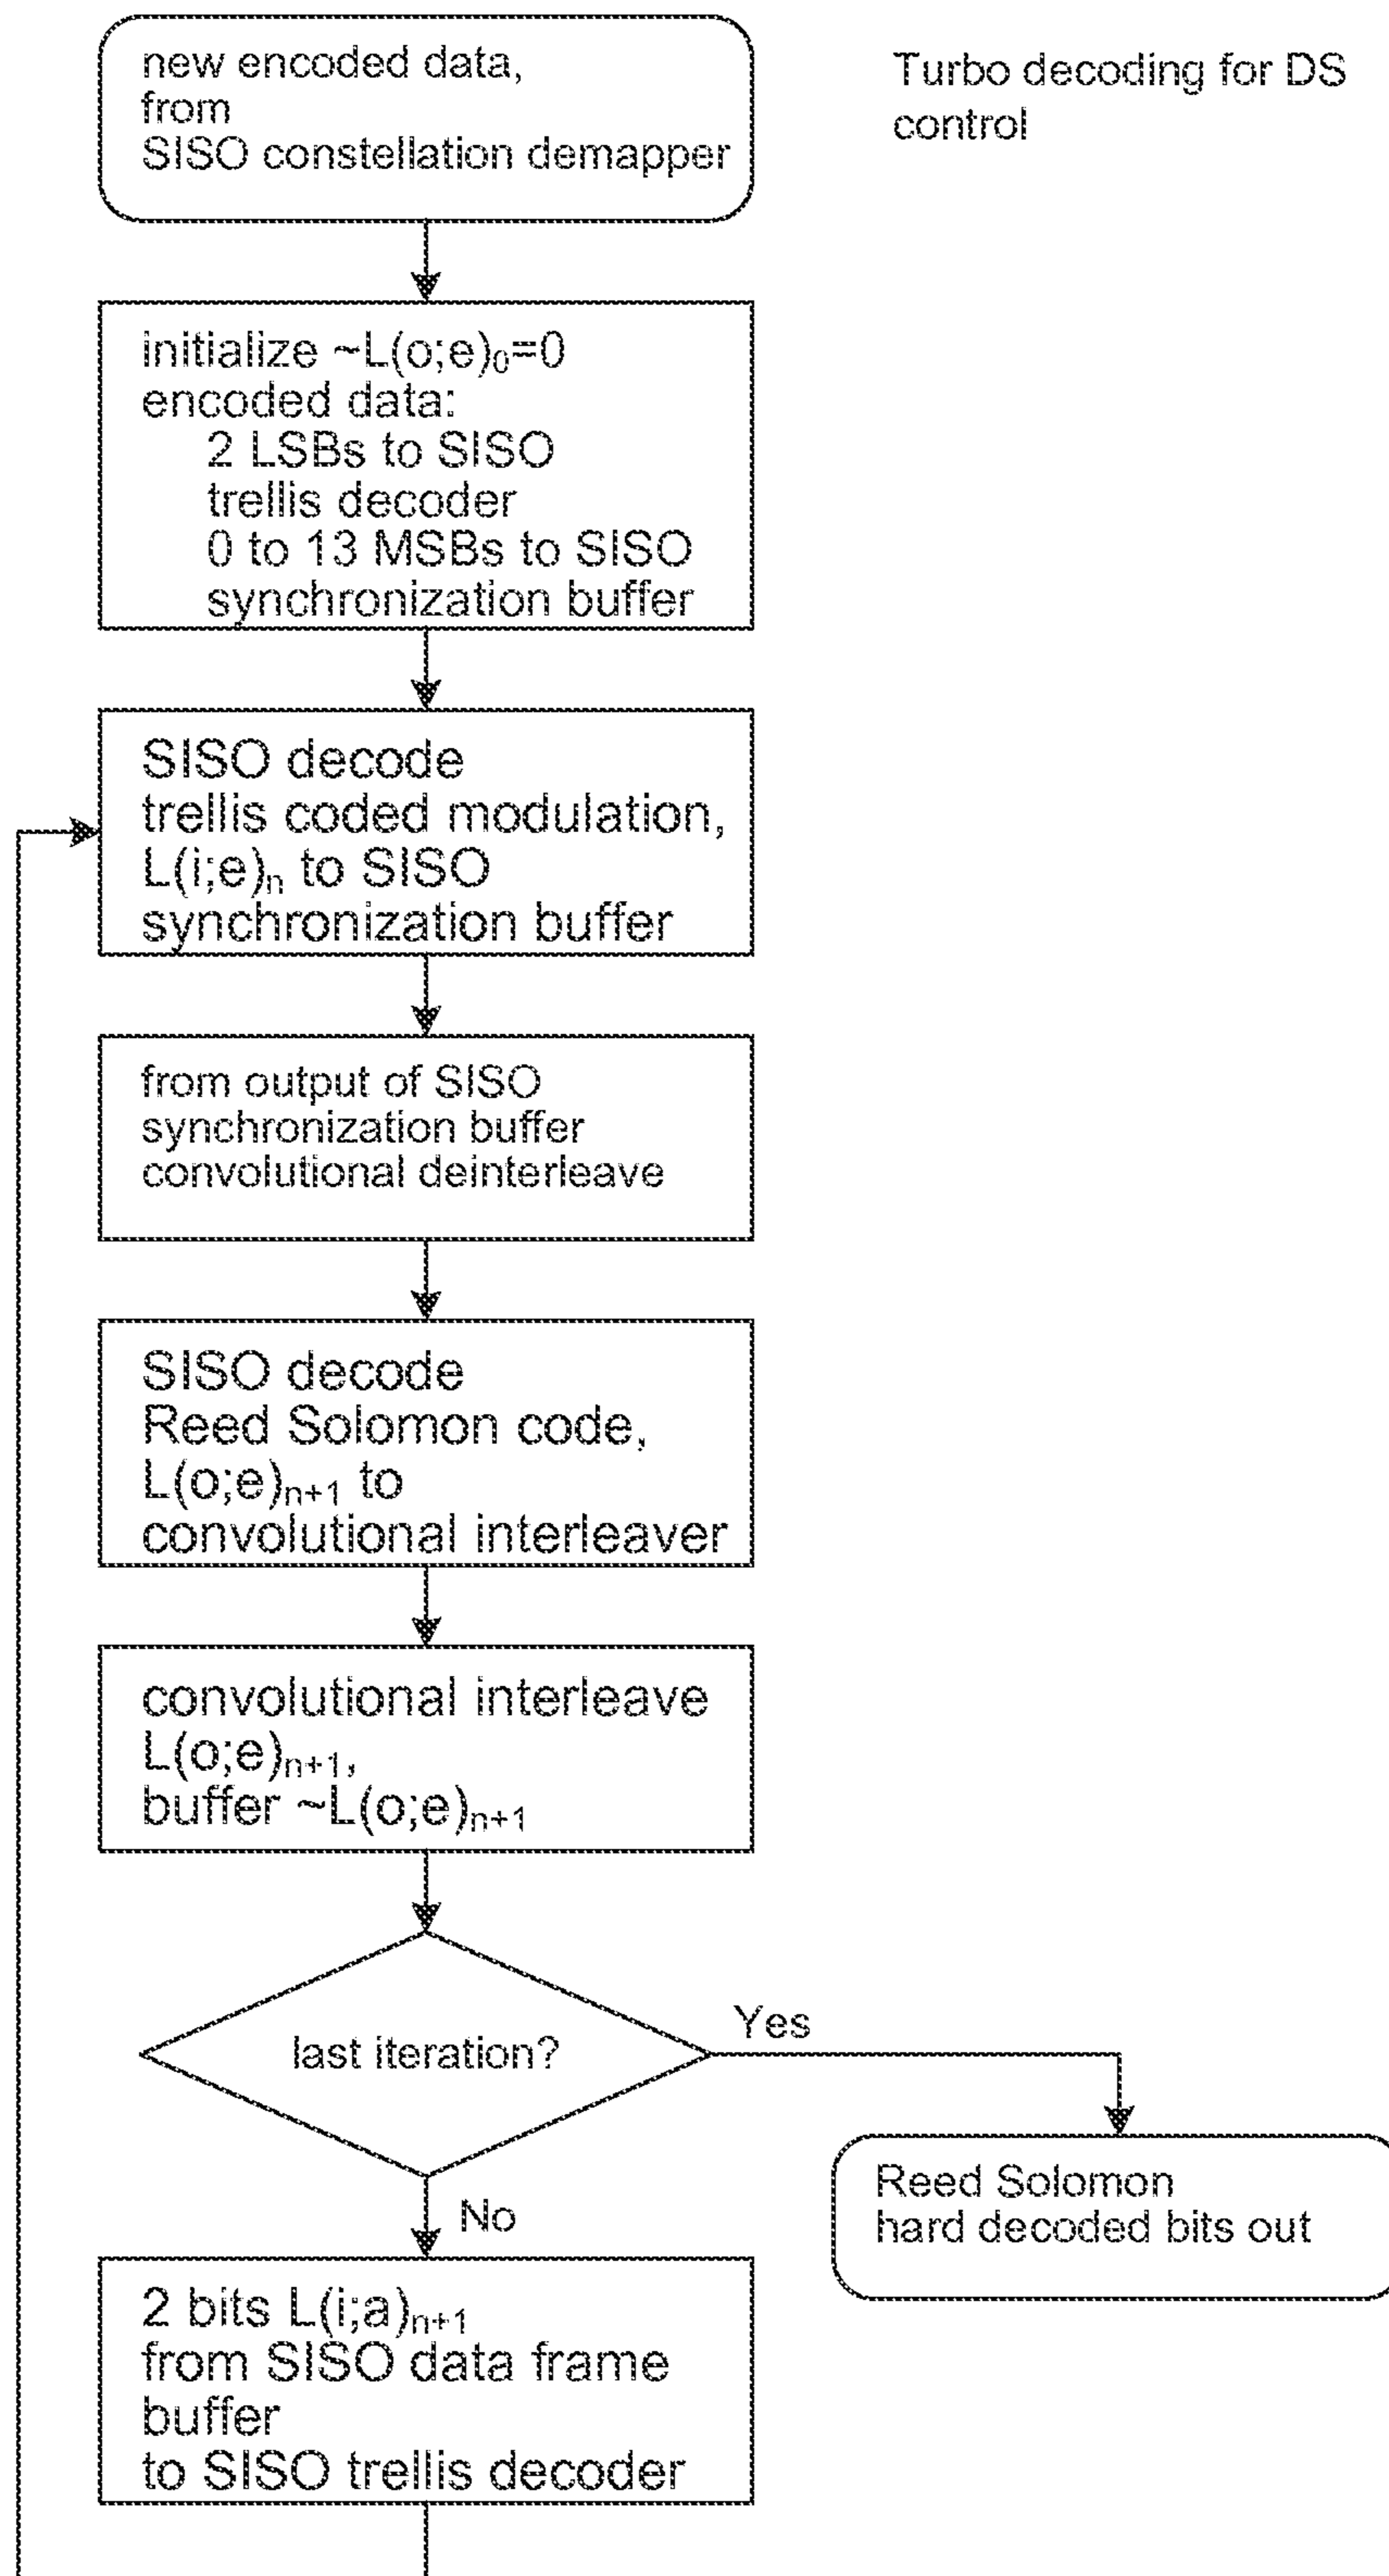 new encoded data,
from
SISO constellation demapper
Turbo decoding for DS
control
initialize ~L(o;e)₀=0
encoded data:
2 LSBs to SISO
trellis decoder
0 to 13 MSBs to SISO
synchronization buffer
SISO decode
trellis coded modulation,
L(i;e)ₙ to SISO
synchronization buffer
from output of SISO
synchronization buffer
convolutional deinterleave
SISO decode
Reed Solomon code,
L(o;e)ₙ₊₁ to
convolutional interleaver
convolutional interleave
L(o;e)ₙ₊₁,
buffer ~L(o;e)ₙ₊₁
last iteration?
Yes
Reed Solomon
hard decoded bits out
No
2 bits L(i;a)ₙ₊₁
from SISO data frame
buffer
to SISO trellis decoder